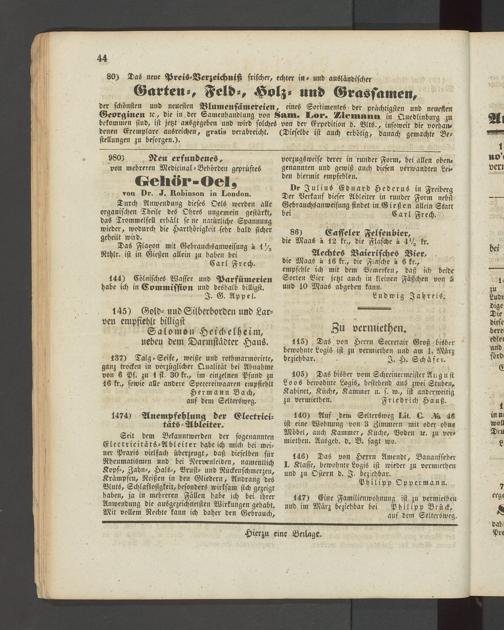 44
80) Das neue Preis-Verzeichniß frischer, echter in- und ausländischer
Garten-, Feld-, Holz- und Grassamen,
der schönsten und neuesten Blumensämereien, eines Sortimentes der prächtigsten und neuesten
Georginen ꝛc., die in der Samenhandlung von Sam. Lor. Ziemann in Quedlinburg zu
bekommen sind, ist jetzt ausgegeben und wird solches von der Expedition d. Blts., insoweit die vorhan-
denen Exemplare ausreichen, gratis verabreicht. (Dieselbe ist auch erbötig, danach gemachte Be-
stellungen zu besorgen.).
980) Neu erfundenes,
von mehreren Medicinal-Behörden geprüftes
Gehör-Oel,
von Dr. J. Robinson in London.
Durch Anwendung dieses Oels werden alle
organischen Theile des Ohres ungemein gestärkt,
das Trommelfell erhält seine natürliche Spannung
wieder, wodurch die Harthörigkeit sehr bald sicher
geheilt wird.
Das Flacon mit Gebrauchsanweisung à 1½
Rthlr. ist in Gießen allein zu haben bei
Carl Frech.
144) Cölnisches Wasser und Parfümerien
habe ich in Commission und deshalb billigst.
J. G. Appel.
145) Gold- und Silberborden und Lar-
ven empfiehlt billigst
Salomon Heichelheim,
neben dem Darmstädter Haus.
137) Talg-Seife, weiße und rothmarmorirte,
ganz trocken in vorzüglicher Qualität bei Abnahme
von 6 Pf. zu 1 fl. 30 kr., im einzelnen Pfund zu
16 kr., sowie alle andere Spezereiwaaren empfiehlt
Hermann Bach,
auf dem Seltersweg.
1474) Anempfehlung der Electrici-
täts-Ableiter.
Seit dem Bekanntwerden der sogenannten
Electricitäts-Ableiter habe ich mich bei mei-
ner Praxis vielfach überzeugt, daß dieselben für
Rheumatismen und Nervenleiden, namentlich
Kopf-, Zahn-, Hals-, Brust- und Rückenschmerzen,
Krämpfen, Reißen in den Gliedern, Andrang des
Bluts, Schlaflosigkeit, besonders wirksam sich gezeigt
haben, ja in mehreren Fällen habe ich bei ihrer
Anwendung die ausgezeichnetsten Wirkungen gehabt.
Mit vollem Rechte kann ich daher den Gebrauch,
vorzugsweise derer in runder Form, bei allen oben-
genannten und gewiß auch diesen verwandten Lei-
den hiermit empfehlen.
Dr Julius Eduard Hederus in Freiberg
Der Verkauf dieser Ableiter in runder Form nebst
Gebrauchsanweisung findet in Gießen allein Statt
bei
Carl Frech.
86) Casseler Felsenbier,
die Maas à 12 kr., die Flasche à 4½ kr.
Aechtes Baierisches Bier,
die Maas à 16 kr., die Flasche à 6 kr.,
empfehle ich mit dem Bemerken, daß ich beide
Sorten Bier jetzt auch in kleinen Fäßchen von 5
und 10 Maas abgeben kann.
Ludwig Jahreis.
Zu vermiethen.
115) Das von Herrn Secretair Groß bisher
bewohnte Logis ist zu vermiethen und am 1. März
beziehbar.
J. H. Schäfer.
105) Das bisher vom Schreinermeister August
Loos bewohnte Logis, bestehend aus zwei Stuben,
Kabinet, Küche, Kammer u. s. w., ist anderweitig
zu vermiethen.
Friedrich Hauß.
140) Auf dem Seltersweg Lit. C. № 46
ist eine Wohnung von 3 Zimmern mit oder ohne
Möbel, auch Kammer, Küche, Boden ꝛc. zu ver-
miethen. Ausgeb. d. B. sagt wo.
146) Das von Herrn Amendt, Bauaufseher
I. Klasse, bewohnte Logis ist wieder zu vermiethen
und zu Ostern d. J. beziehbar.
Philipp Oppermann.
147) Eine Familienwohnung ist zu vermiethen
und im März beziehbar bei Philipp Brück,
auf dem Seltersweg.
Hierzu eine Beilage.